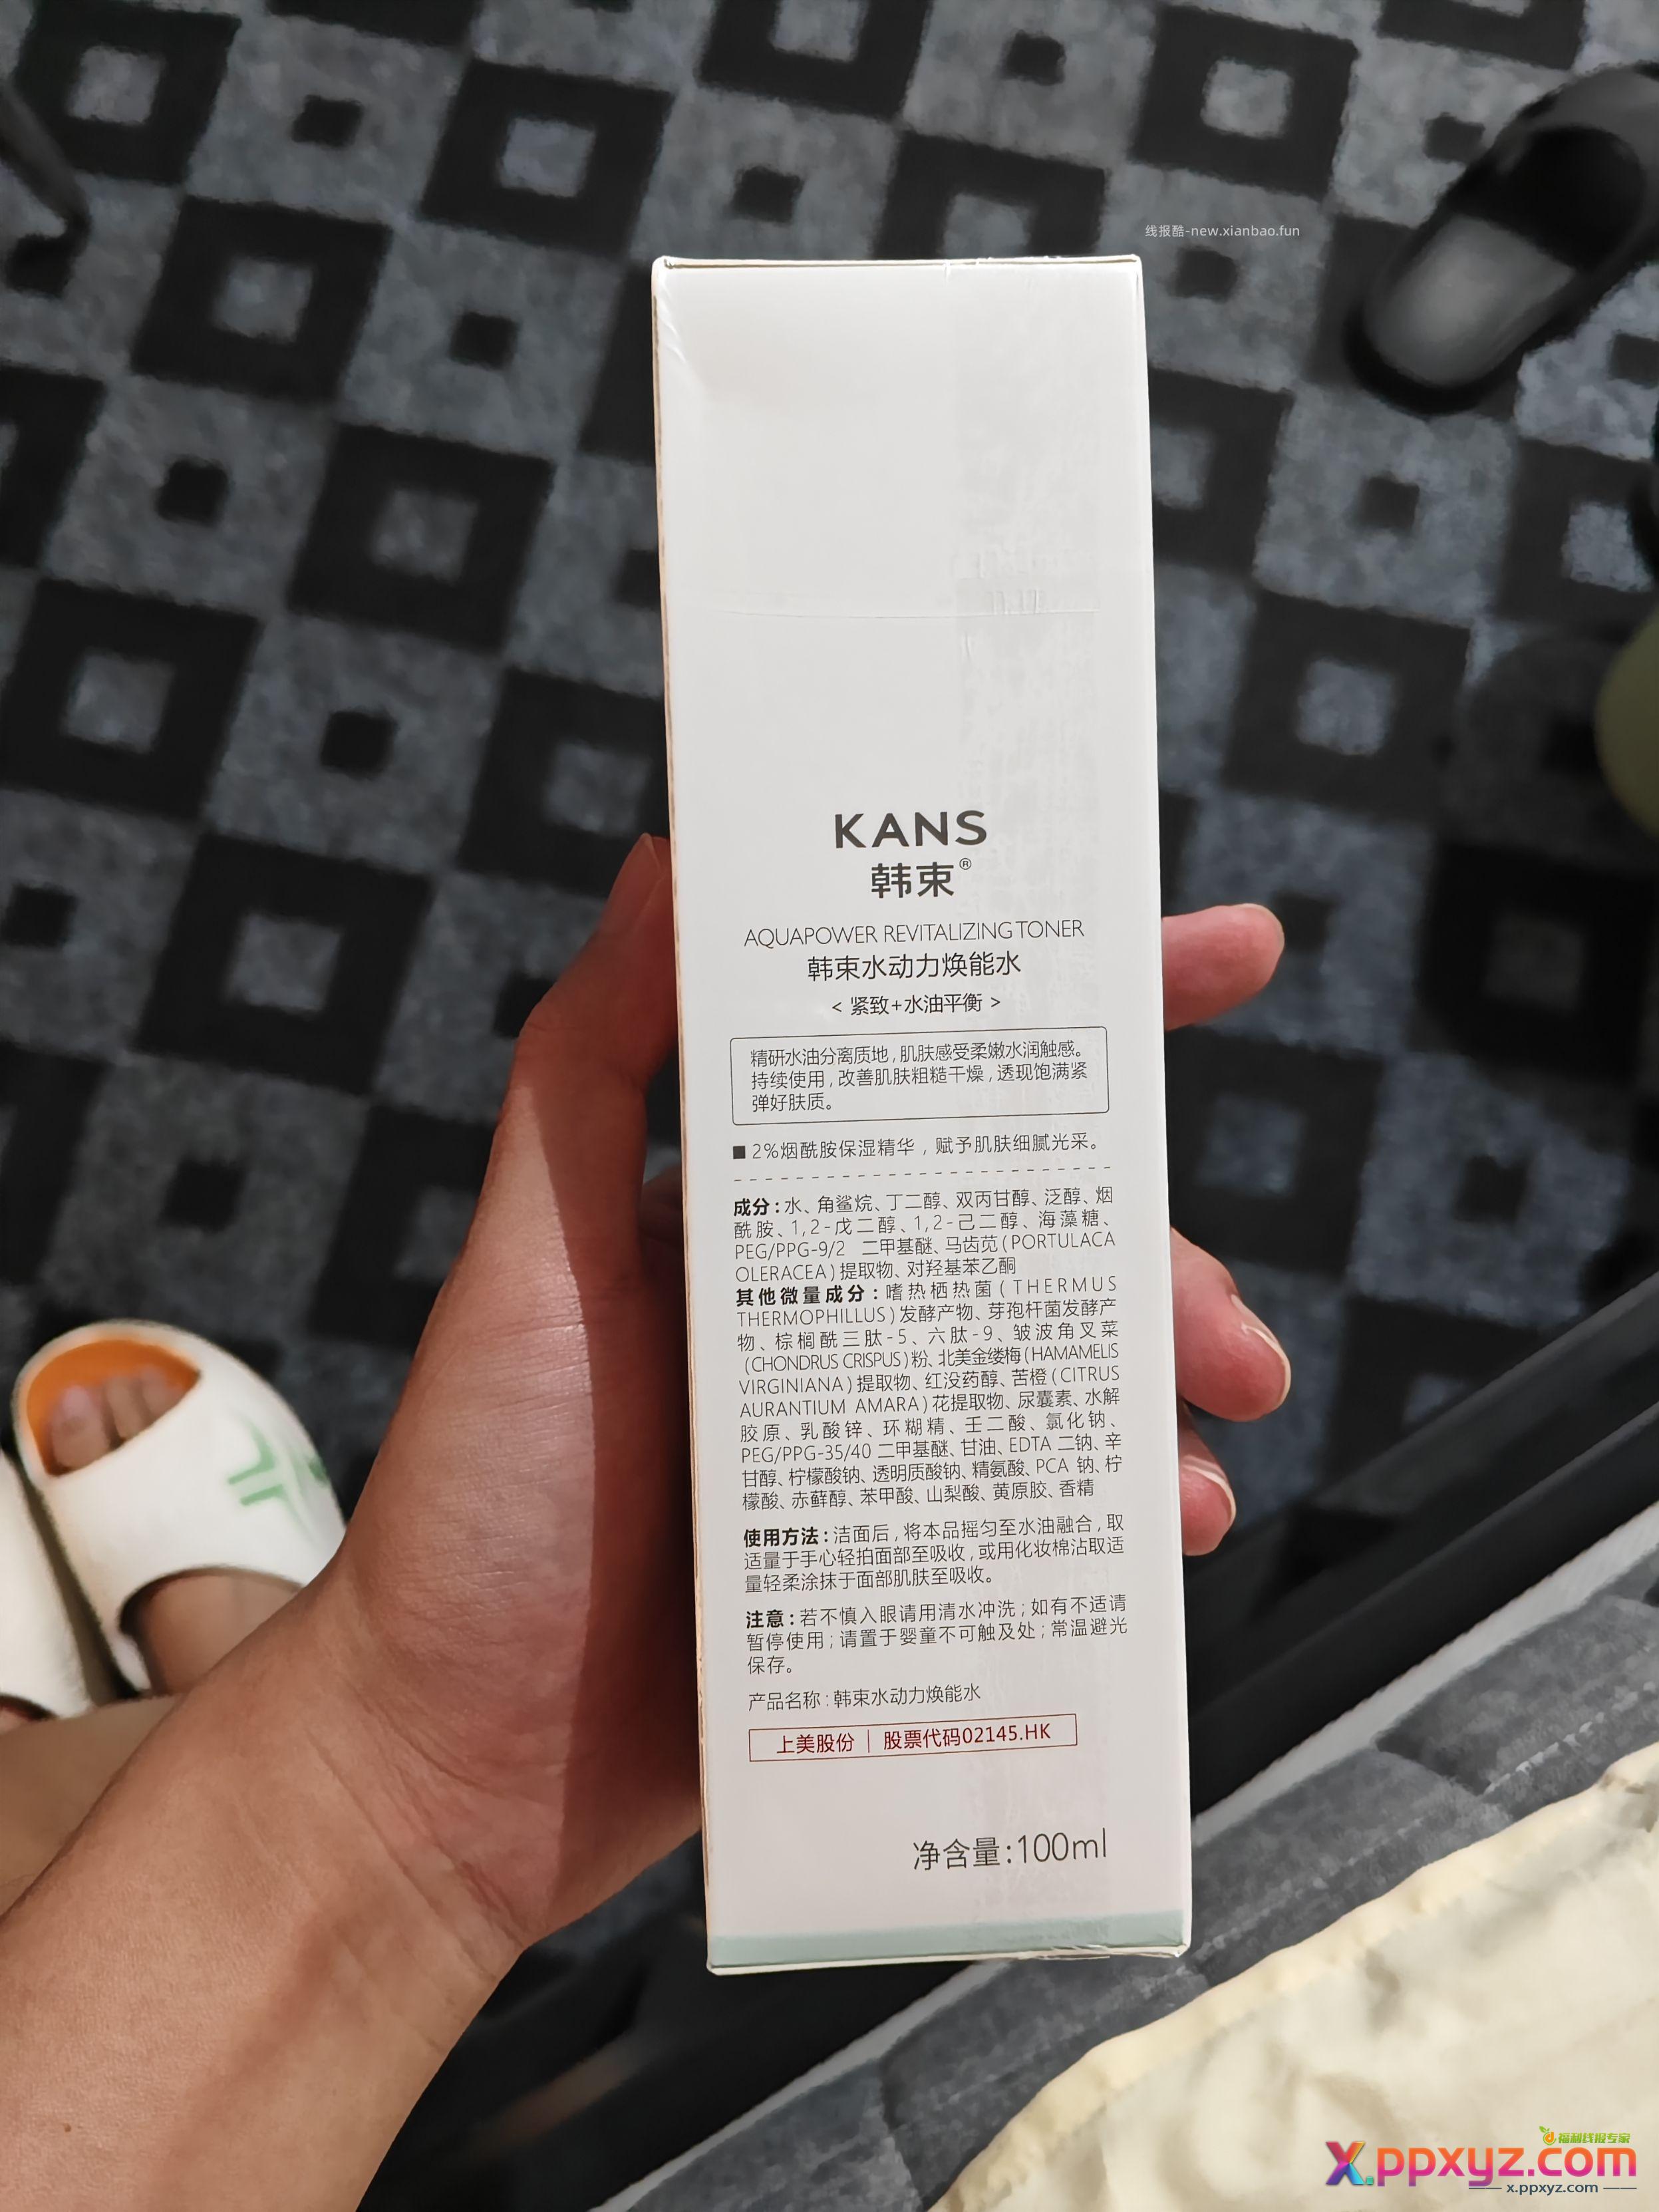 线报酷-new.xianbao.fun
KANS
韩束®
AQUAPOWER REVITALIZING TONER
韩束水动力焕能水
< 紧致+水油平衡 >
精研水油分离质地,肌肤感受柔嫩水润触感。
持续使用,改善肌肤粗糙干燥,透现饱满紧
弹好肤质。
■ 2%烟酰胺保湿精华，赋予肌肤细腻光采。
成分:水、角鲨烷、丁二醇、双丙甘醇、泛醇、烟
酰胺、1,2-戊二醇、1,2-己二醇、海藻糖、
PEG/PPG-9/2 二甲基醚、马齿苋(PORTULACA
OLERACEA)提取物、对羟基苯乙酮
其他微量成分:嗜热栖热菌(THERMUS
THERMOPHILLUS)发酵产物、芽孢杆菌发酵产
物、棕榈酰三肽-5、六肽-9、皱波角叉菜
(CHONDRUS CRISPUS)粉、北美金缕梅(HAMAMELIS
VIRGINIANA)提取物、红没药醇、苦橙(CITRUS
AURANTIUM AMARA)花提取物、尿囊素、水解
胶原、乳酸锌、环糊精、壬二酸、氯化钠、
PEG/PPG-35/40 二甲基醚、甘油、EDTA 二钠、辛
甘醇、柠檬酸钠、透明质酸钠、精氨酸、PCA 钠、柠
檬酸、赤藓醇、苯甲酸、山梨酸、黄原胶、香精
使用方法:洁面后,将本品摇匀至水油融合,取
适量于手心轻拍面部至吸收,或用化妆棉沾取适
量轻柔涂抹于面部肌肤至吸收。
注意:若不慎入眼请用清水冲洗;如有不适请
暂停使用;请置于婴童不可触及处;常温避光
保存。
产品名称:韩束水动力焕能水
上美股份 | 股票代码02145.HK
净含量:100ml
福利线报专家
X.ppxyz.com
x.ppxyz.com